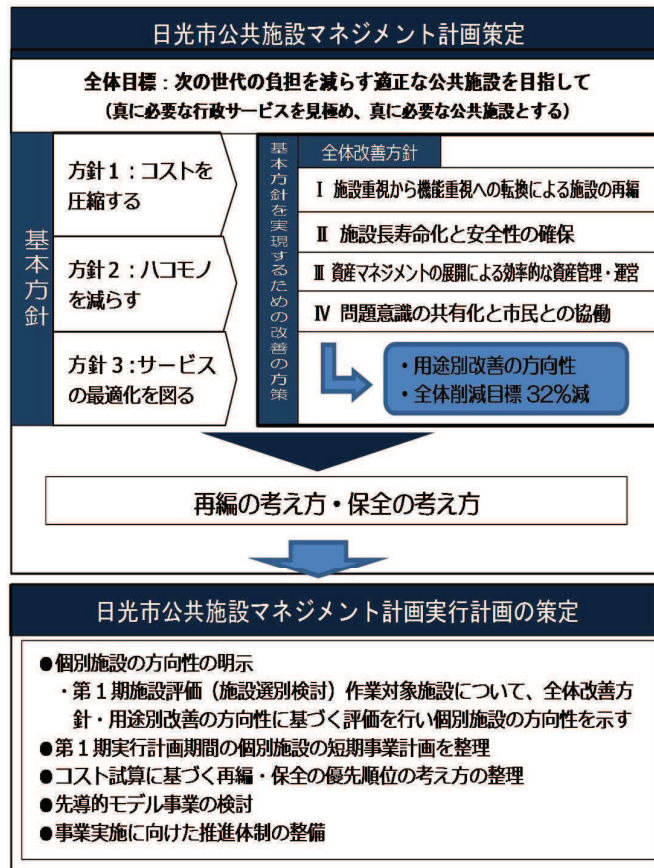 日光市公共施設マネジメント計画策定
全体目標：次の世代の負担を減らす適正な公共施設を目指して
（真に必要な行政サービスを見極め、真に必要な公共施設とする）
基本方針
方針１：コストを
圧縮する
方針２：ハコモノ
を減らす
方針３：サービス
の最適化を図る
基本方針を実現するための改善の方策
全体改善方針
Ⅰ 施設重視から機能重視への転換による施設の再編
Ⅱ 施設長寿命化と安全性の確保
Ⅲ 資産マネジメントの展開による効率的な資産管理・運営
Ⅳ 問題意識の共有化と市民との協働
・用途別改善の方向性
・全体削減目標 32%減
再編の考え方・保全の考え方
日光市公共施設マネジメント計画実行計画の策定
●個別施設の方向性の明示
・第１期施設評価（施設選別検討）作業対象施設について、全体改善方
針・用途別改善の方向性に基づく評価を行い個別施設の方向性を示す
●第１期実行計画期間の個別施設の短期事業計画を整理
●コスト試算に基づく再編・保全の優先順位の考え方の整理
●先導的モデル事業の検討
●事業実施に向けた推進体制の整備